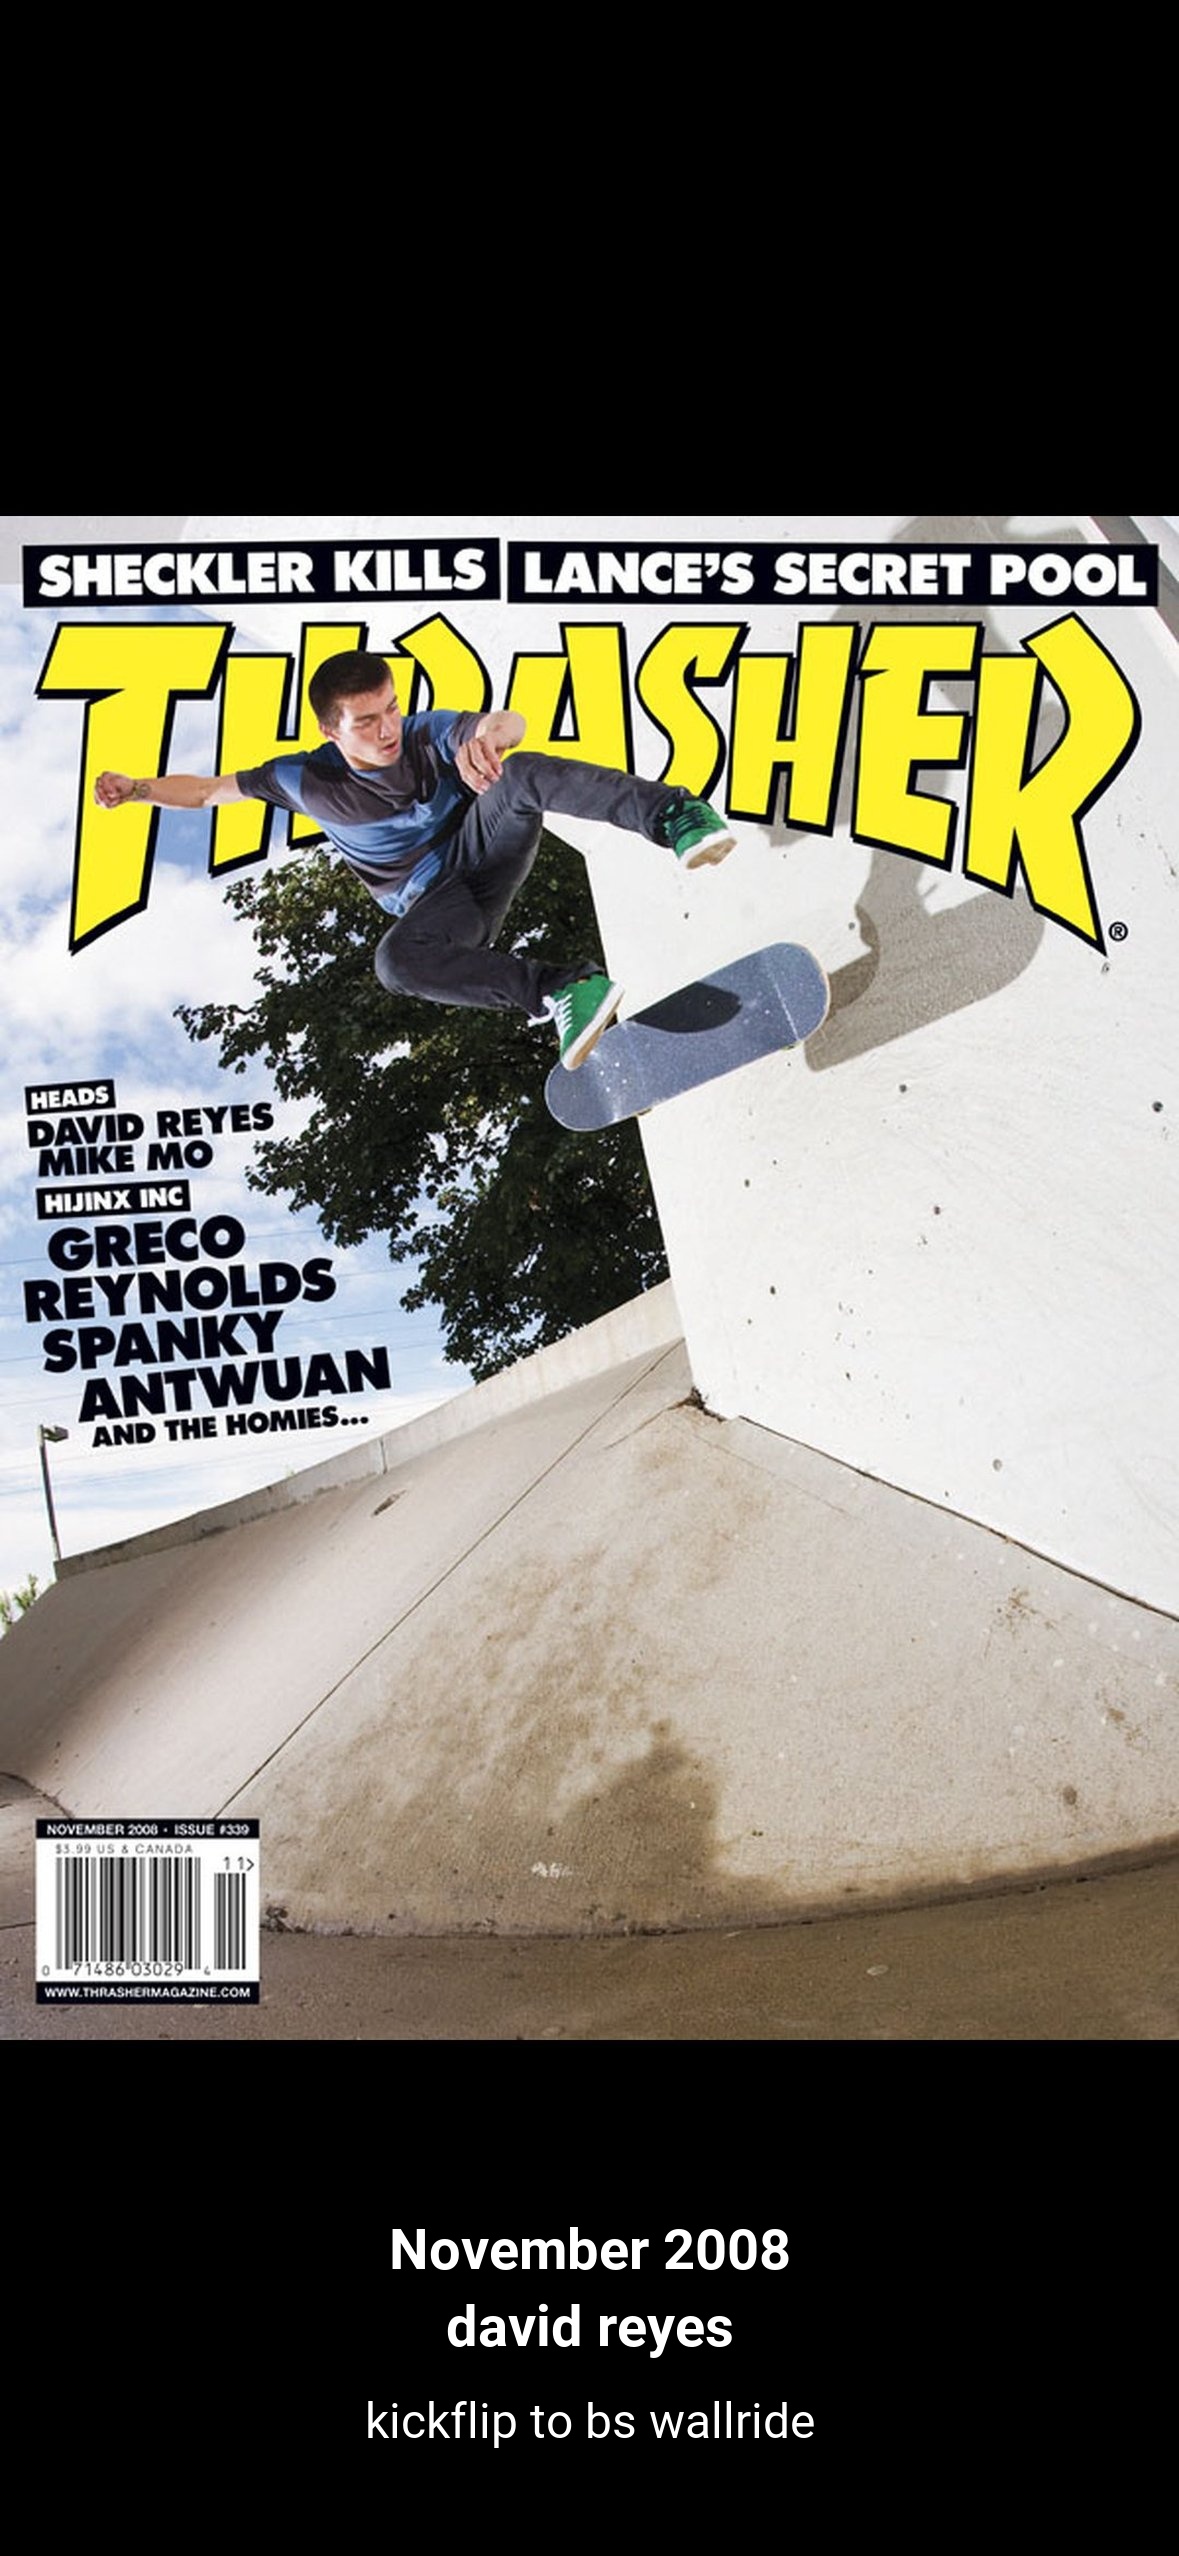 SHECKLER KILLS
LANCE'S SECRET POOL
THRASHER
®
HEADS
DAVID REYES
MIKE MO
HIJINX INC
GRECO
REYNOLDS
SPANKY
ANTWUAN
AND THE HOMIES...
NOVEMBER 2008 • ISSUE #339
$3.99 US & CANADA
11>
0 71486 03029 4
WWW.THRASHERMAGAZINE.COM
November 2008
david reyes
kickflip to bs wallride